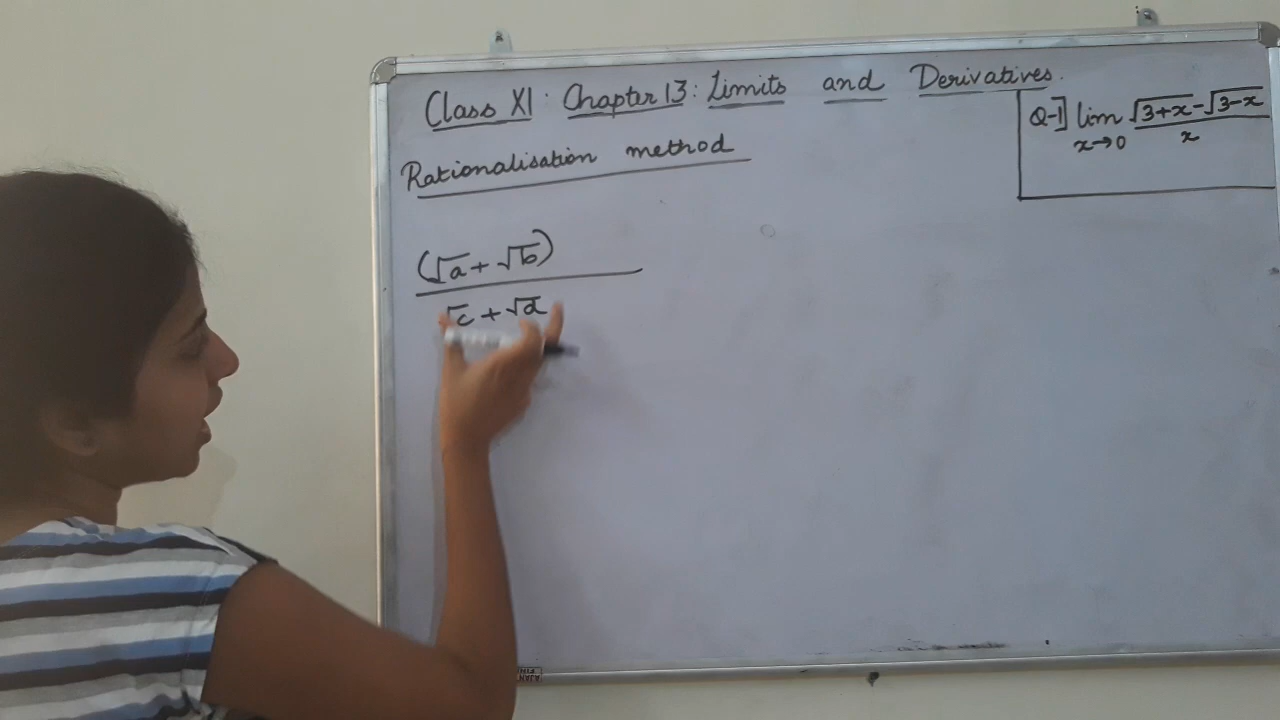 Class XI : Chapter 13 : Limits and Derivatives.
Rationalisation method
(√a + √b)
√c + √d
Q-1] lim √3+x - √3-x
x→0 x